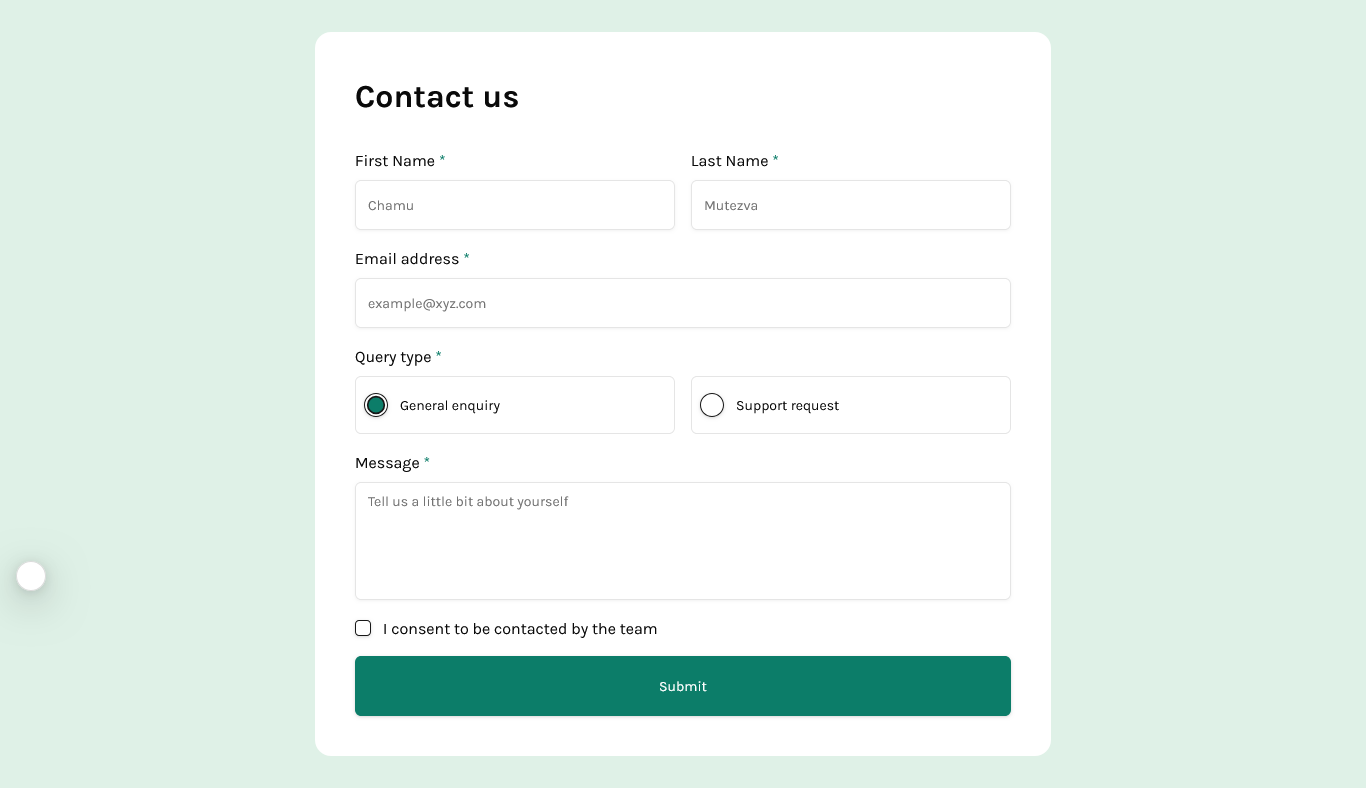 Contact us
First Name *
Last Name *
Chamu
Mutezva
Email address *
example@xyz.com
Query type *
General enquiry
Support request
Message *
Tell us a little bit about yourself
I consent to be contacted by the team
Submit